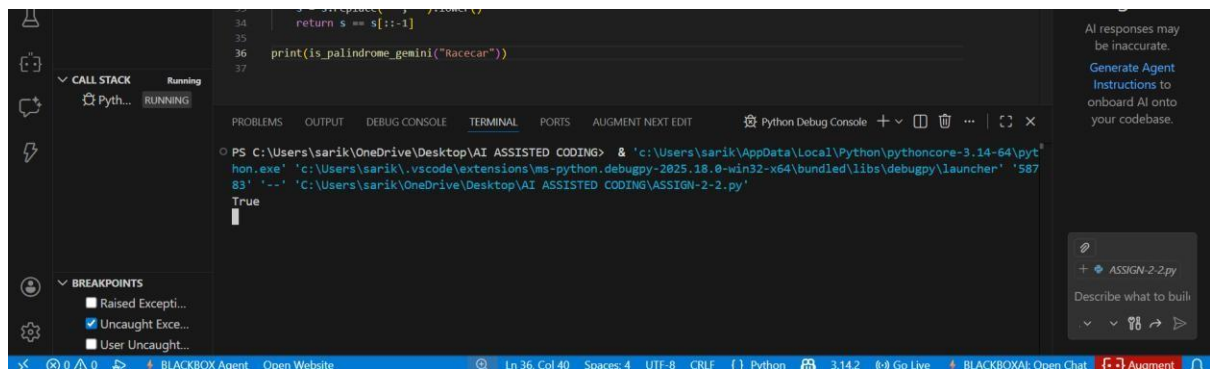 33 s = s.replace(" ", "").lower()
34 return s == s[::-1]
35
36 print(is_palindrome_gemini("Racecar"))
37
CALL STACK Running
Pyth... RUNNING
PROBLEMS OUTPUT DEBUG CONSOLE TERMINAL PORTS AUGMENT NEXT EDIT Python Debug Console
PS C:\Users\sarik\OneDrive\Desktop\AI ASSISTED CODING> & 'c:\Users\sarik\AppData\Local\Python\pythoncore-3.14-64\pyt
hon.exe' 'c:\Users\sarik\.vscode\extensions\ms-python.debugpy-2025.18.0-win32-x64\bundled\libs\debugpy\launcher' '587
83' '--' 'C:\Users\sarik\OneDrive\Desktop\AI ASSISTED CODING\ASSIGN-2-2.py'
True
BREAKPOINTS
Raised Excepti...
Uncaught Exce...
User Uncaught...
AI responses may
be inaccurate.
Generate Agent
Instructions to
onboard AI onto
your codebase.
ASSIGN-2-2.py
Describe what to buil
0 0 BLACKBOX Agent Open Website Ln 36, Col 40 Spaces: 4 UTF-8 CRLF { } Python 3.14.2 Go Live BLACKBOXAI: Open Chat Augment